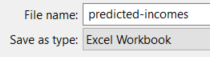 File name: predicted-incomes
Save as type: Excel Workbook